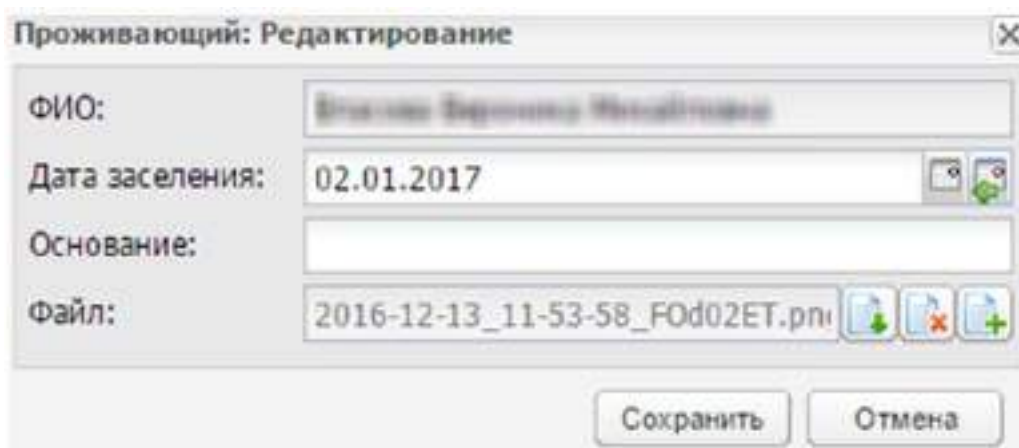 Проживающий: Редактирование
ФИО:
Дата заселения: 02.01.2017
Основание:
Файл: 2016-12-13_11-53-58_FOd02ET.pn
Сохранить Отмена